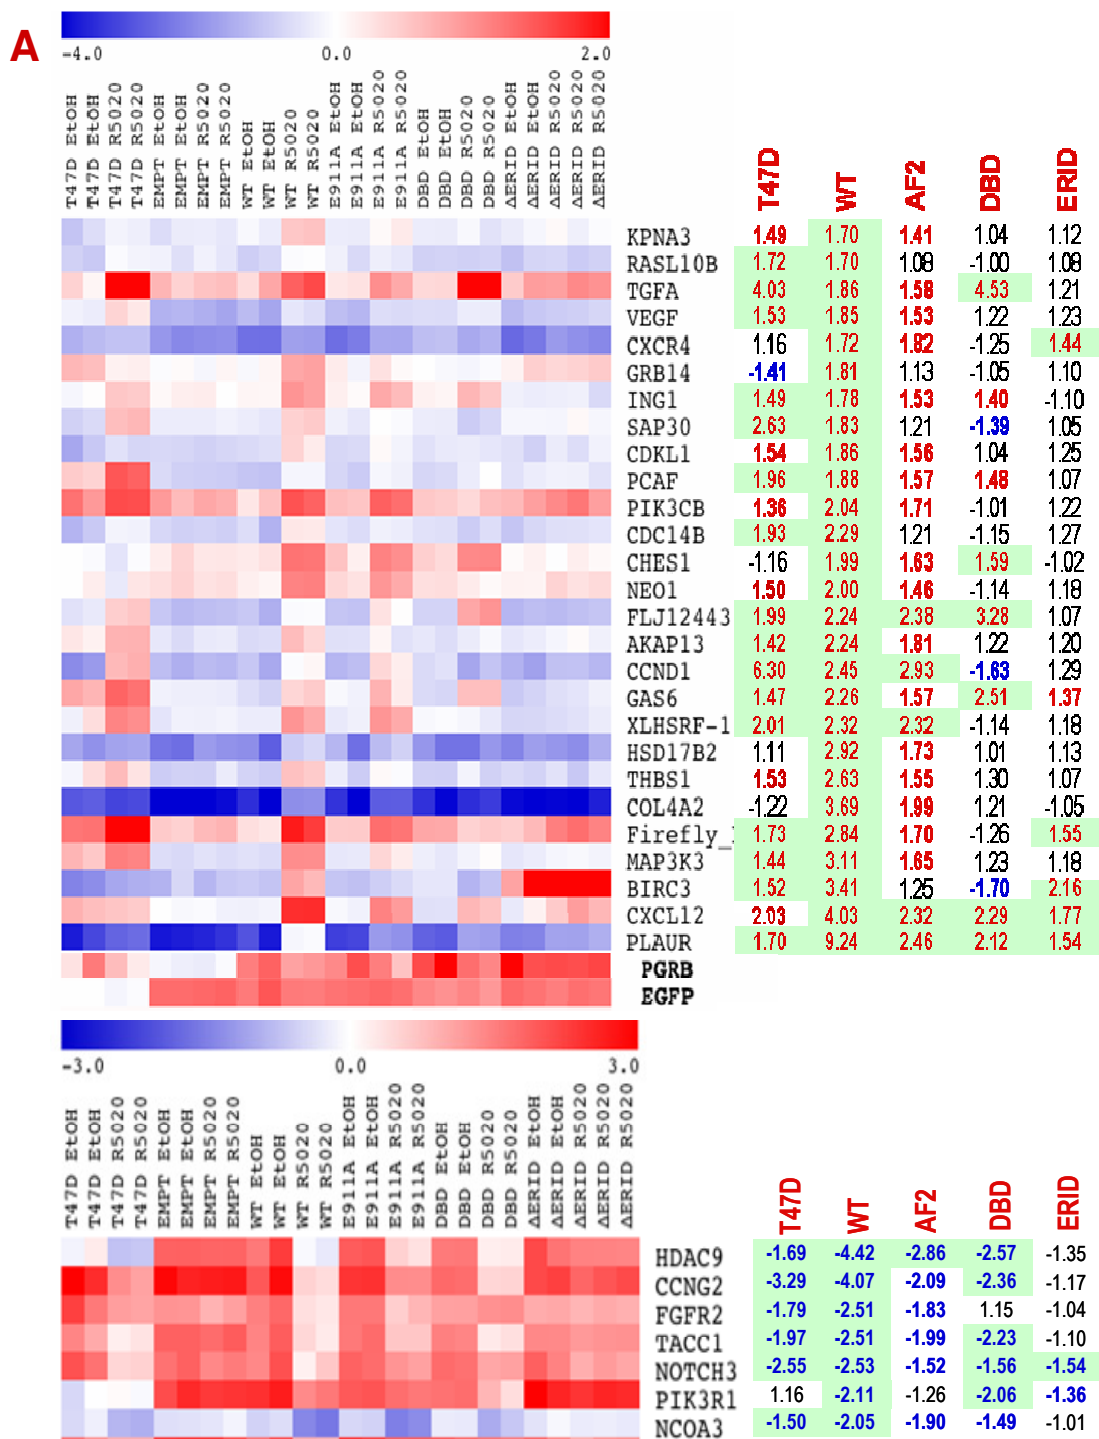 A
-4.0 0.0 2.0
T47D EtOH
T47D EtOH
T47D R5020
T47D R5020
EMPT EtOH
EMPT EtOH
EMPT R5020
EMPT R5020
WT EtOH
WT EtOH
WT R5020
WT R5020
E911A EtOH
E911A EtOH
E911A R5020
E911A R5020
DBD EtOH
DBD EtOH
DBD R5020
DBD R5020
ΔERID EtOH
ΔERID EtOH
ΔERID R5020
ΔERID R5020
ΔERID R5020
T47D WT AF2 DBD ERID
KPNA3 1.49 1.70 1.41 1.04 1.12
RASL10B 1.72 1.70 1.08 -1.00 1.08
TGFA 4.03 1.86 1.58 4.53 1.21
VEGF 1.53 1.85 1.53 1.22 1.23
CXCR4 1.16 1.72 1.82 -1.25 1.44
GRB14 -1.41 1.81 1.13 -1.05 1.10
ING1 1.49 1.78 1.53 1.40 -1.10
SAP30 2.63 1.83 1.21 -1.39 1.05
CDKL1 1.54 1.86 1.56 1.04 1.25
PCAF 1.96 1.88 1.57 1.48 1.07
PIK3CB 1.36 2.04 1.71 -1.01 1.22
CDC14B 1.93 2.29 1.21 -1.15 1.27
CHES1 -1.16 1.99 1.63 1.59 -1.02
NEO1 1.50 2.00 1.46 -1.14 1.18
FLJ12443 1.99 2.24 2.38 3.28 1.07
AKAP13 1.42 2.24 1.81 1.22 1.20
CCND1 6.30 2.45 2.93 -1.63 1.29
GAS6 1.47 2.26 1.57 2.51 1.37
XLHSRF-1 2.01 2.32 2.32 -1.14 1.18
HSD17B2 1.11 2.92 1.73 1.01 1.13
THBS1 1.53 2.63 1.55 1.30 1.07
COL4A2 -1.22 3.69 1.99 1.21 -1.05
Firefly_ 1.73 2.84 1.70 -1.26 1.55
MAP3K3 1.44 3.11 1.65 1.23 1.18
BIRC3 1.52 3.41 1.25 -1.70 2.16
CXCL12 2.03 4.03 2.32 2.29 1.77
PLAUR 1.70 9.24 2.46 2.12 1.54
PGRB
EGFP
-3.0 0.0 3.0
T47D EtOH
T47D EtOH
T47D R5020
T47D R5020
EMPT EtOH
EMPT EtOH
EMPT R5020
EMPT R5020
WT EtOH
WT EtOH
WT R5020
WT R5020
E911A EtOH
E911A EtOH
E911A R5020
E911A R5020
DBD EtOH
DBD EtOH
DBD R5020
DBD R5020
ΔERID EtOH
ΔERID EtOH
ΔERID R5020
ΔERID R5020
ΔERID R5020
T47D WT AF2 DBD ERID
HDAC9 -1.69 -4.42 -2.86 -2.57 -1.35
CCNG2 -3.29 -4.07 -2.09 -2.36 -1.17
FGFR2 -1.79 -2.51 -1.83 1.15 -1.04
TACC1 -1.97 -2.51 -1.99 -2.23 -1.10
NOTCH3 -2.55 -2.53 -1.52 -1.56 -1.54
PIK3R1 1.16 -2.11 -1.26 -2.06 -1.36
NCOA3 -1.50 -2.05 -1.90 -1.49 -1.01